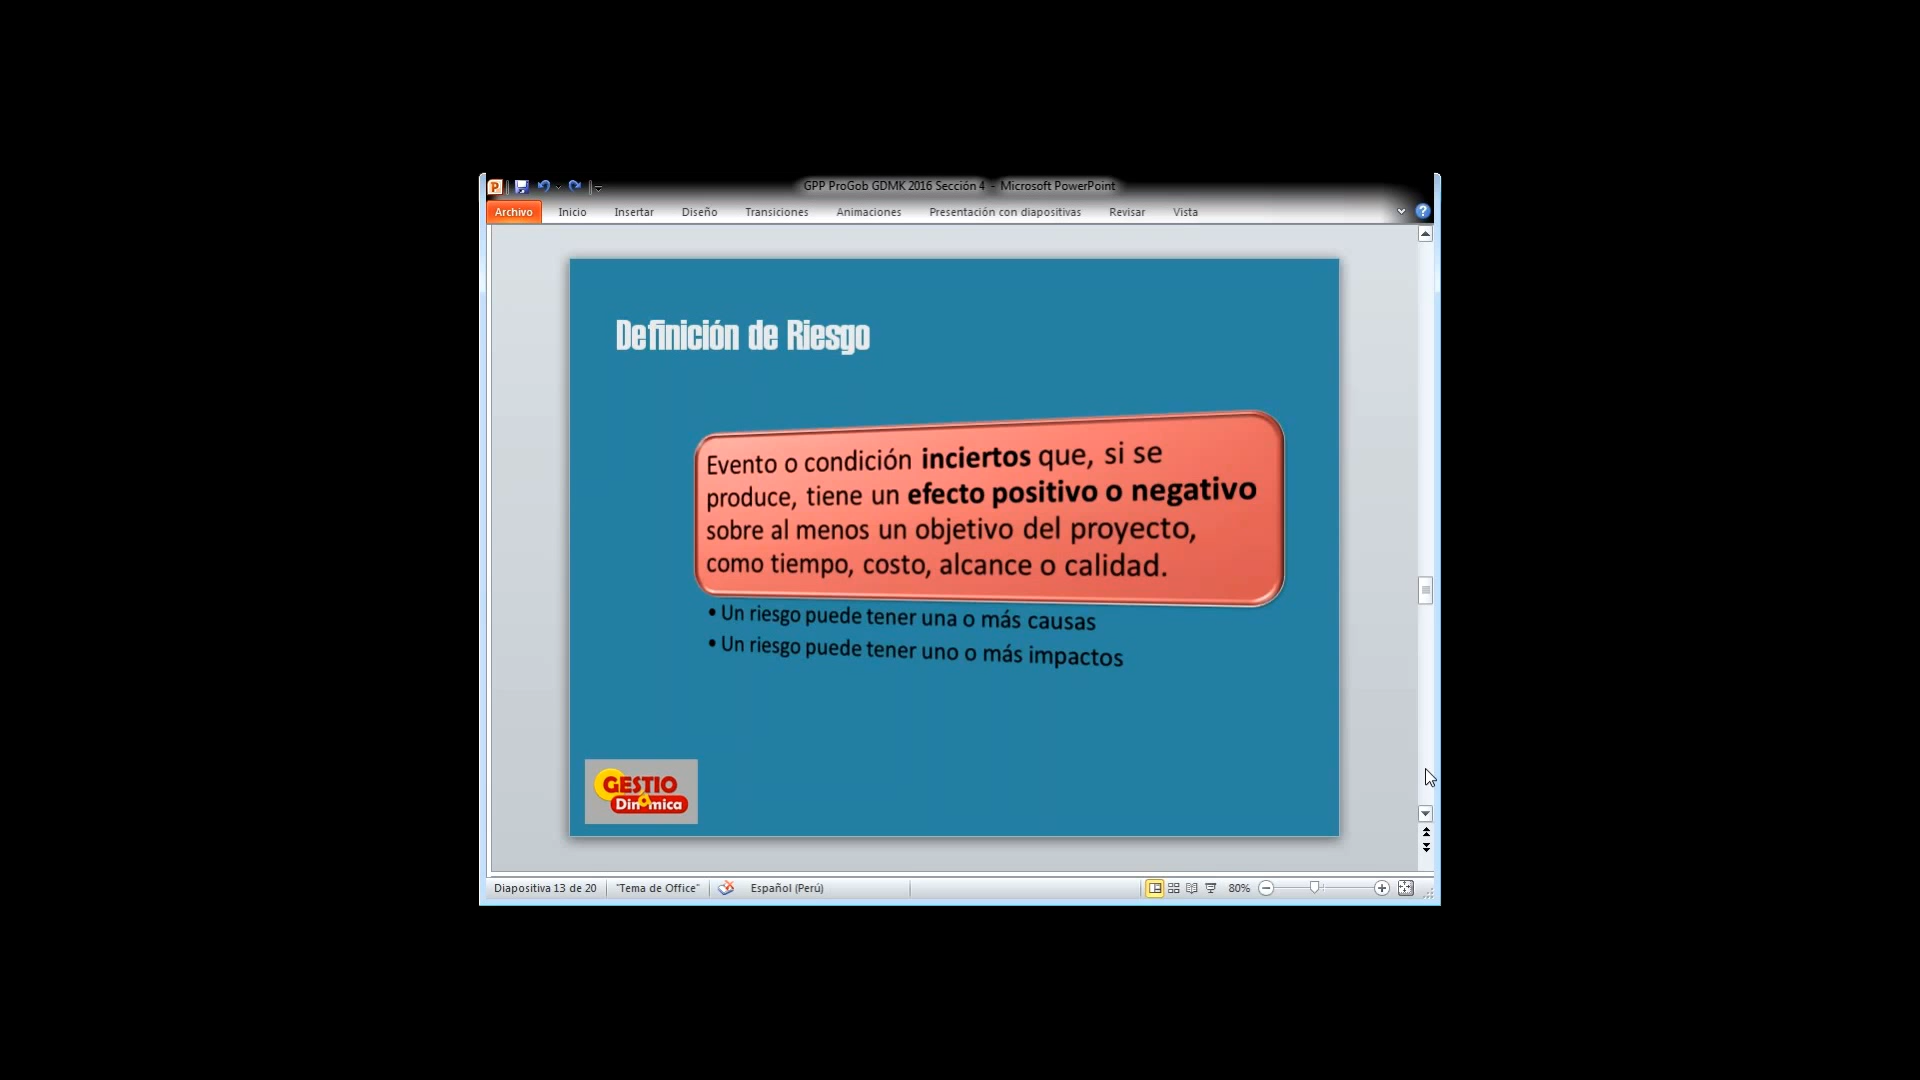 GPP ProGob GDMK 2016 Sección 4 - Microsoft PowerPoint
Archivo Inicio Insertar Diseño Transiciones Animaciones Presentación con diapositivas Revisar Vista
Definición de Riesgo
Evento o condición inciertos que, si se
produce, tiene un efecto positivo o negativo
sobre al menos un objetivo del proyecto,
como tiempo, costo, alcance o calidad.
• Un riesgo puede tener una o más causas
• Un riesgo puede tener uno o más impactos
GESTIO
Dinámica
Diapositiva 13 de 20 "Tema de Office" Español (Perú) 80%